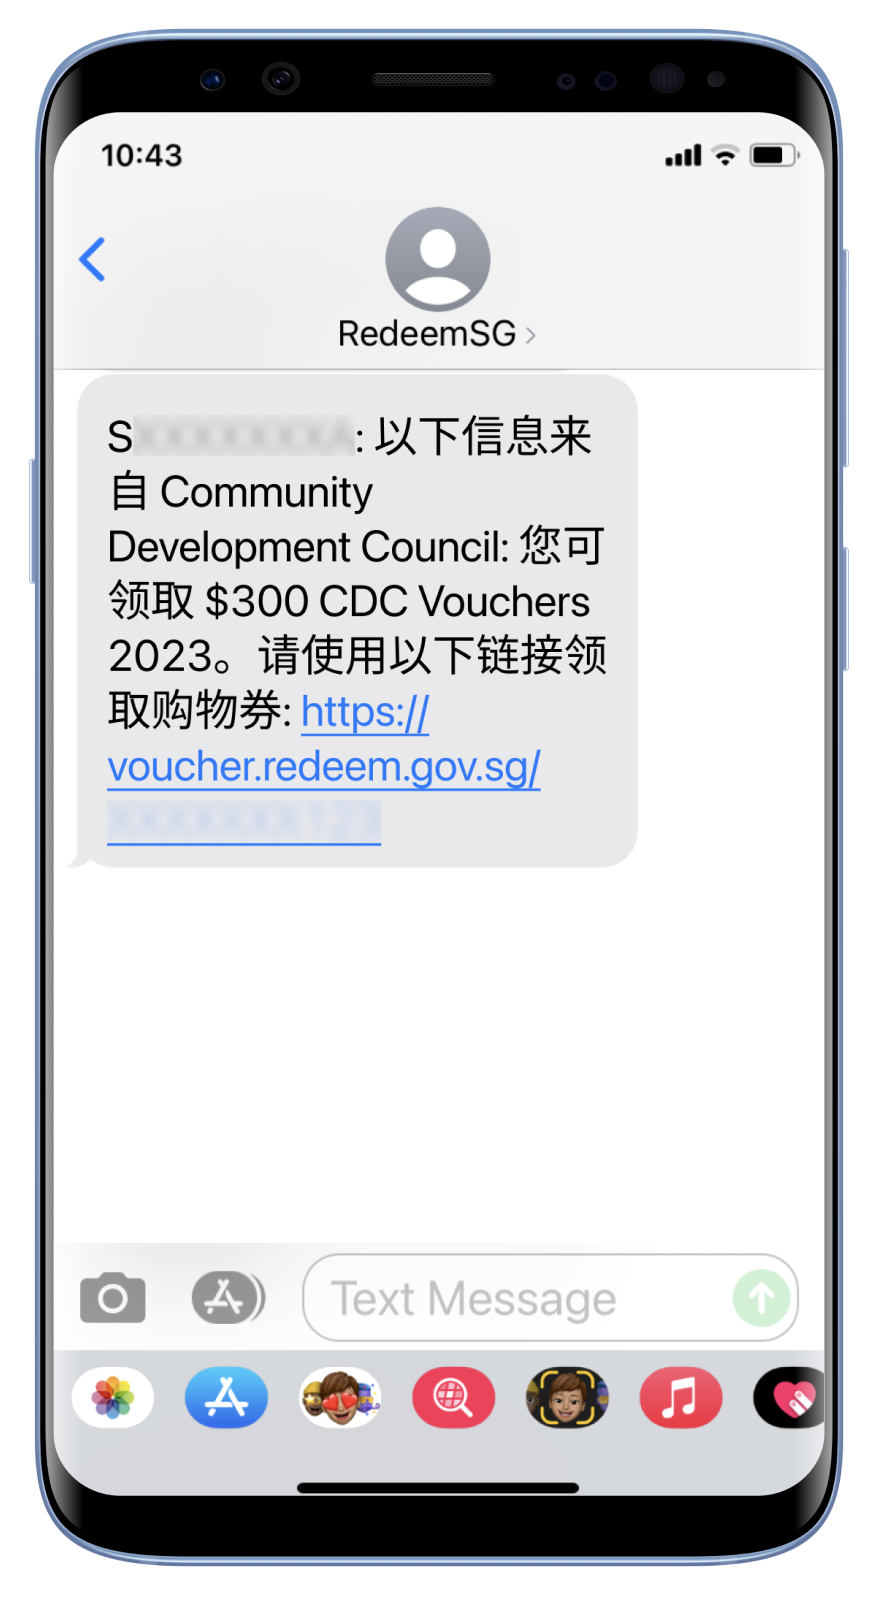 10:43
RedeemSG
S : 以下信息来
自 Community
Development Council: 您可
领取 $300 CDC Vouchers
2023。请使用以下链接领
取购物券: https://
voucher.redeem.gov.sg/
Text Message